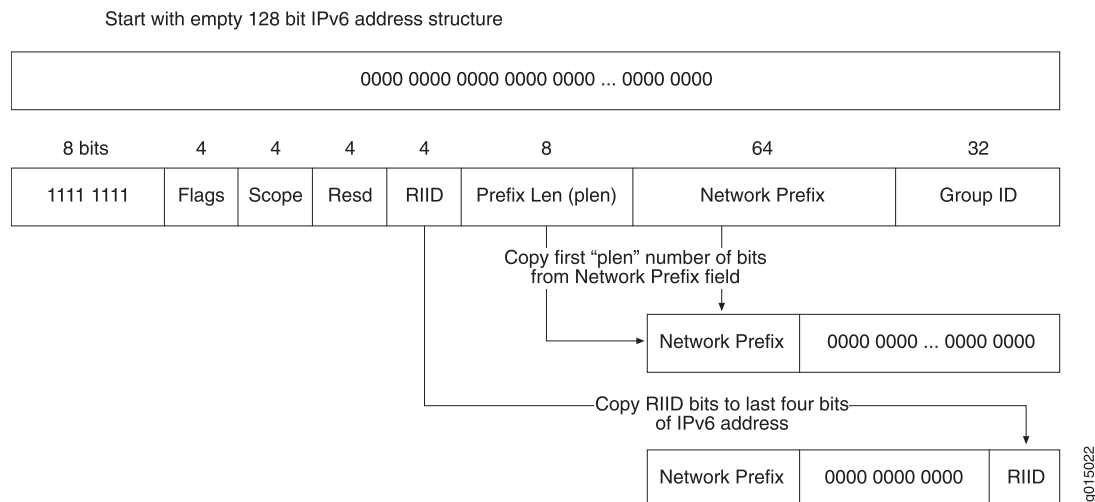 Start with empty 128 bit IPv6 address structure
0000 0000 0000 0000 0000 ... 0000 0000
8 bits 4 4 4 4 8 64 32
1111 1111 Flags Scope Resd RIID Prefix Len (plen) Network Prefix Group ID
Copy first “plen” number of bits
from Network Prefix field
Network Prefix 0000 0000 ... 0000 0000
Copy RIID bits to last four bits
of IPv6 address
Network Prefix 0000 0000 0000 RIID
g015022